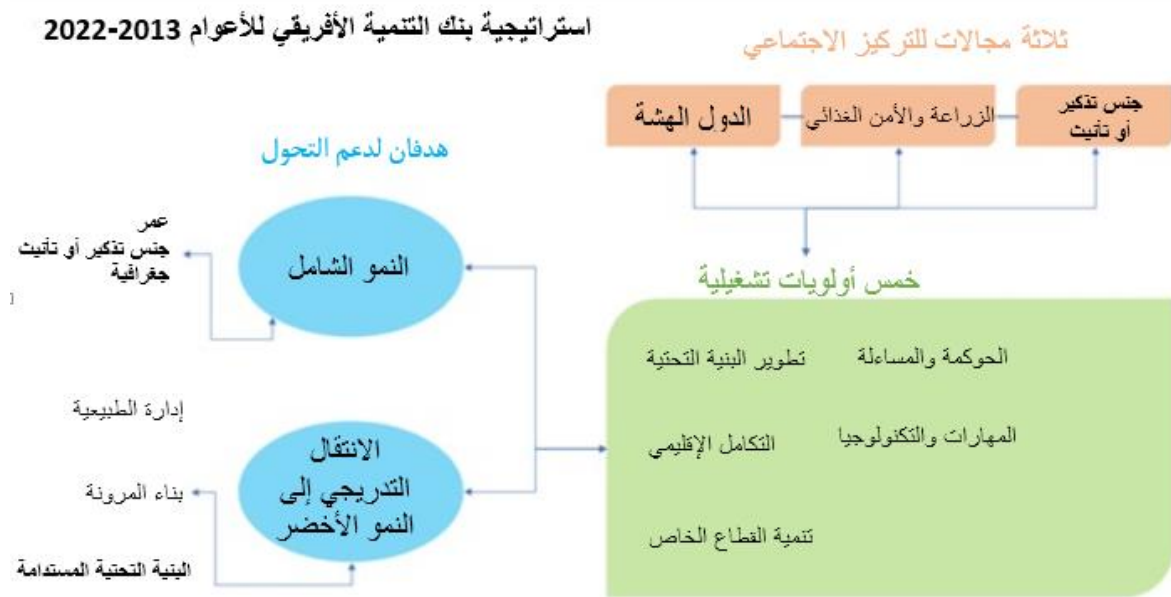 استراتيجية بنك التنمية الأفريقي للأعوام 2013-2022
ثلاثة مجالات للتركيز الاجتماعي
جنس تذكير
أو تأنيث
الزراعة والأمن الغذائي
الدول الهشة
هدفان لدعم التحول
النمو الشامل
عمر
جنس تذكير أو تأنيث
جغرافية
خمس أولويات تشغيلية
الحوكمة والمساءلة
تطوير البنية التحتية
المهارات والتكنولوجيا
التكامل الإقليمي
تنمية القطاع الخاص
الانتقال
التدريجي إلى
النمو الأخضر
إدارة الطبيعية
بناء المرونة
البنية التحتية المستدامة